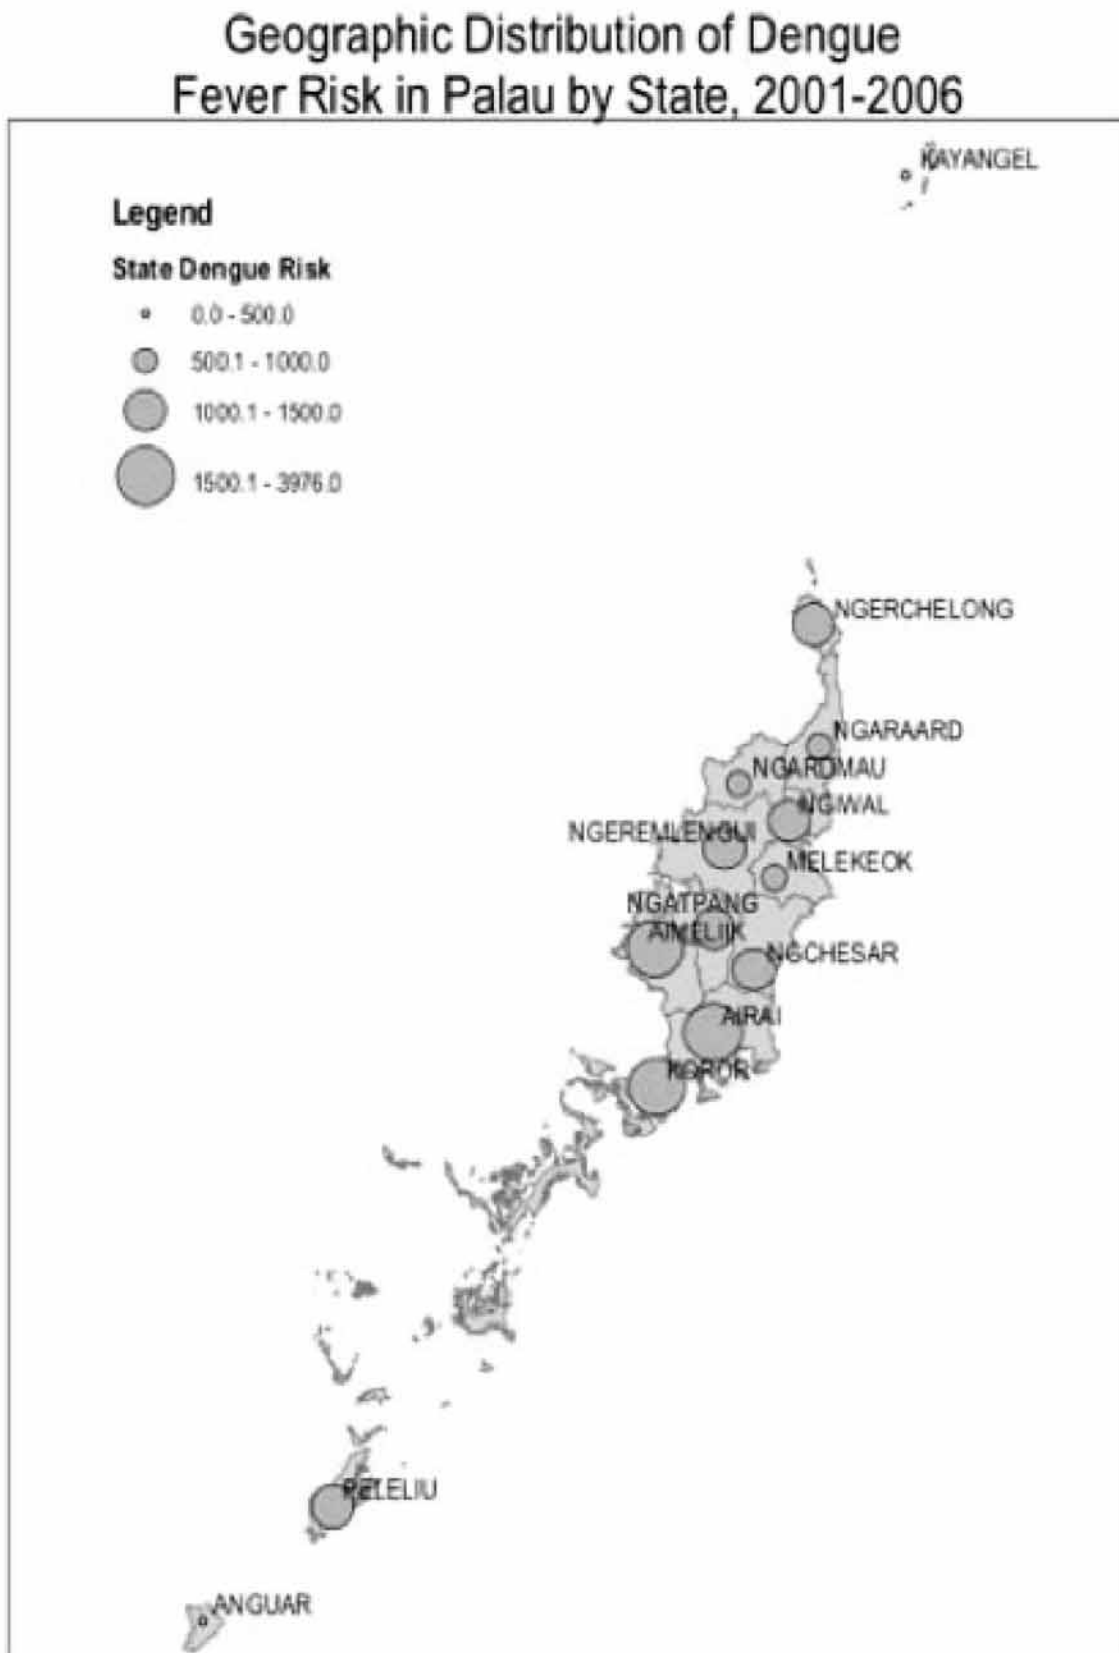 Geographic Distribution of Dengue
Fever Risk in Palau by State, 2001-2006
KAYANGEL
Legend
State Dengue Risk
0.0 - 500.0
500.1 - 1000.0
1000.1 - 1500.0
1500.1 - 3976.0
NGERCHELONG
NGARAARD
NGARDMAU
NGIWAL
NGEREMLENGUI
MELEKEOK
NGATPANG
AIMELIIK
NGCHESAR
AIRAI
KOROR
PELELIU
ANGUAR